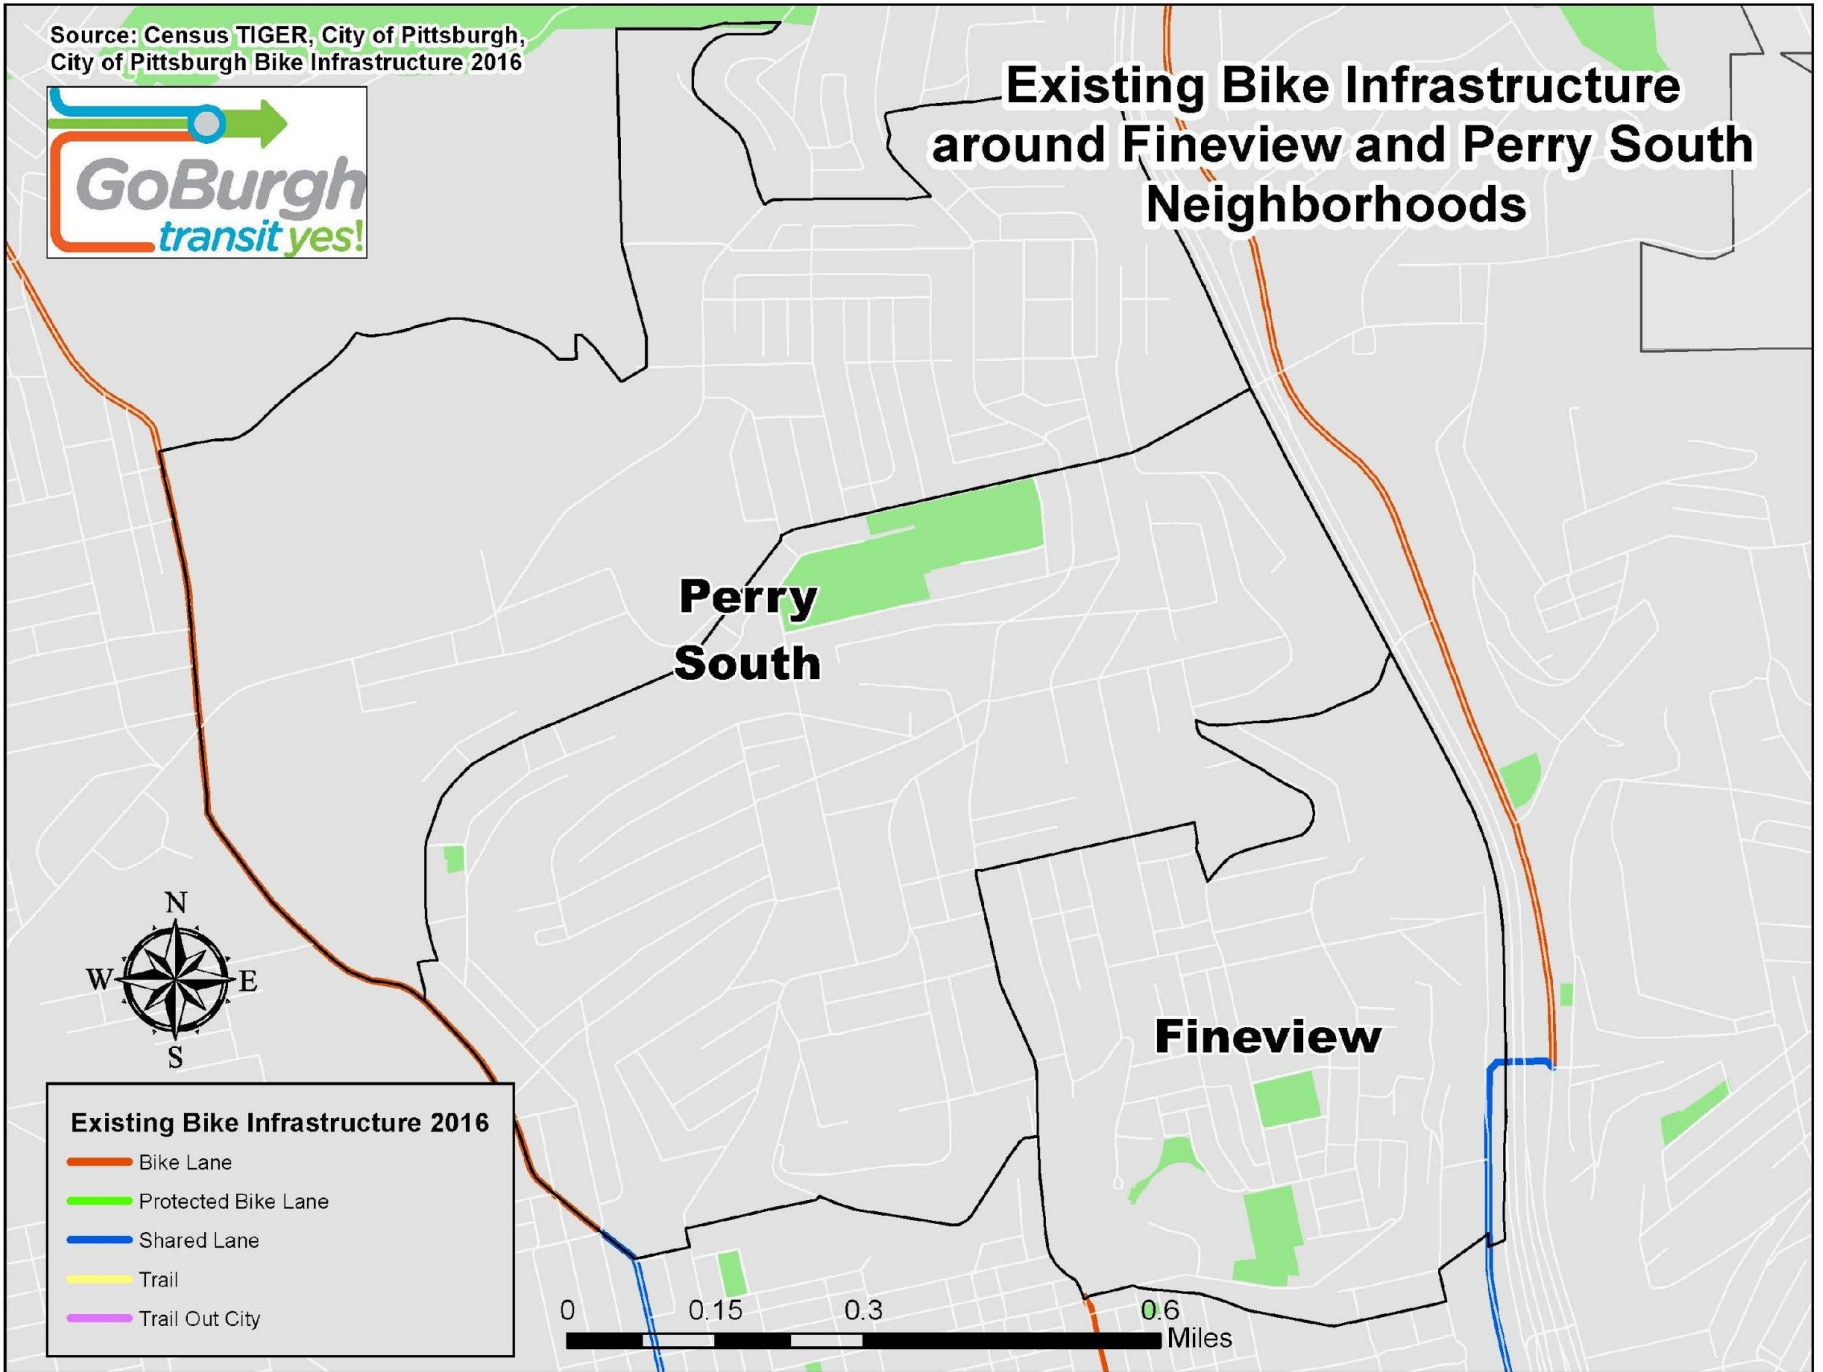 Source: Census TIGER, City of Pittsburgh,
City of Pittsburgh Bike Infrastructure 2016
GoBurgh
transit yes!
Existing Bike Infrastructure
around Fineview and Perry South
Neighborhoods
Perry
South
Fineview
N
W E
S
Existing Bike Infrastructure 2016
Bike Lane
Protected Bike Lane
Shared Lane
Trail
Trail Out City
0 0.15 0.3 0.6
Miles